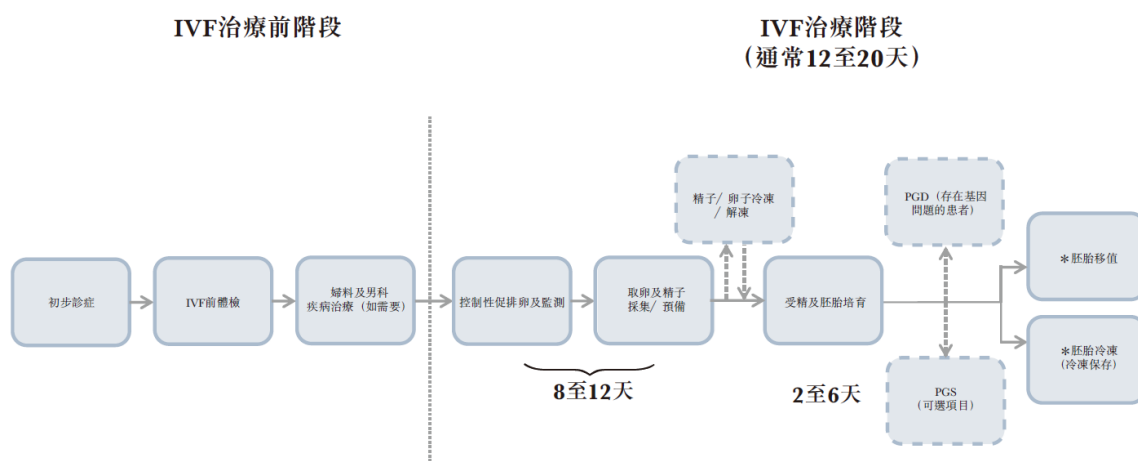 IVF治療前階段
IVF治療階段
（通常12至20天）
精子/ 卵子冷凍
/ 解凍
PGD（存在基因
問題的患者）
初步診症
IVF前體檢
婦科及男科
疾病治療（如需要）
控制性促排卵及監測
取卵及精子
採集/ 預備
受精及胚胎培育
＊胚胎移值
＊胚胎冷凍
(冷凍保存)
8至12天
2至6天
PGS
（可選項目）